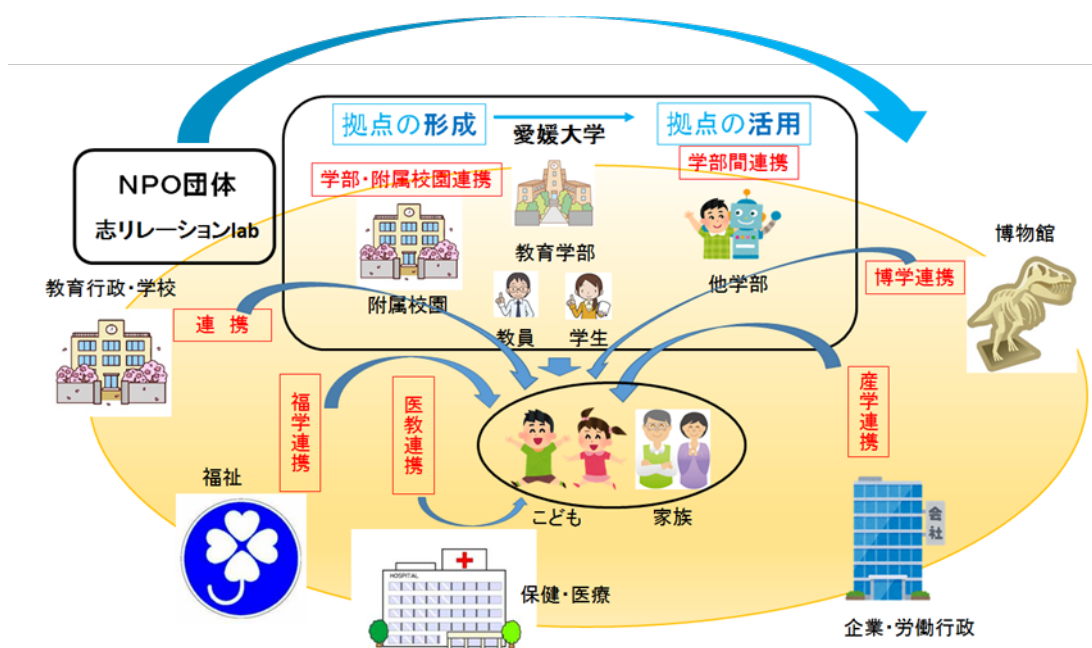 拠点の形成
愛媛大学
拠点の活用
学部・附属校園連携
学部間連携
NPO団体
志リレーションlab
教育学部
博物館
教育行政・学校
附属校園
他学部
博学連携
連 携
教員
学生
福学連携
医教連携
産学連携
福祉
こども
家族
会社
HOSPITAL
保健・医療
企業・労働行政